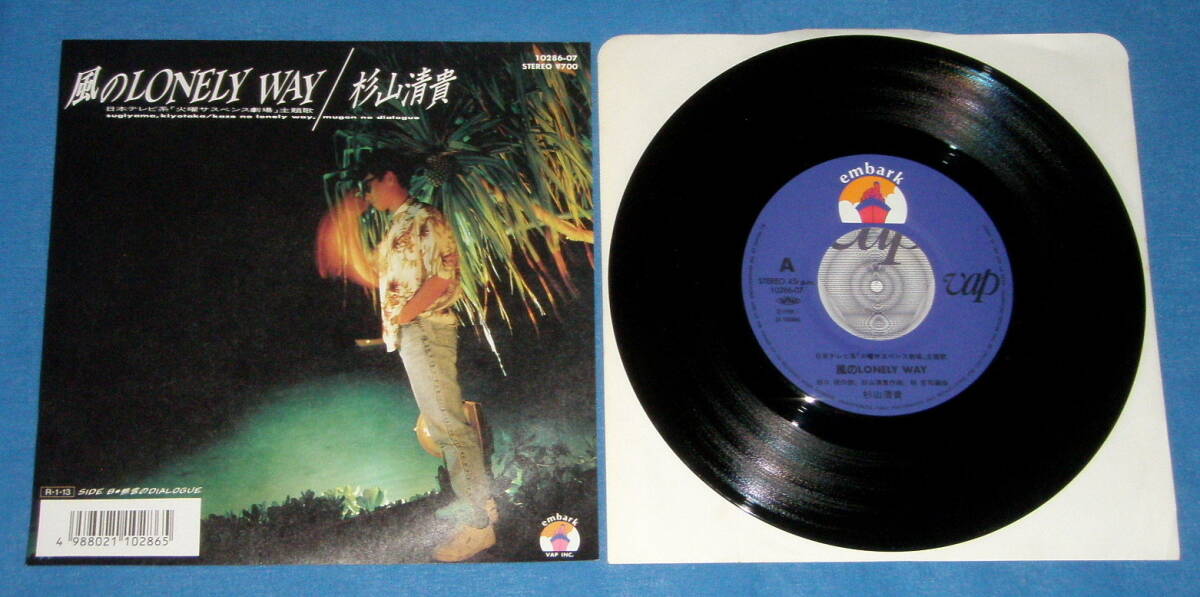 10286-07
STEREO ¥700
風のLONELY WAY／杉山清貴
日本テレビ系「火曜サスペンス劇場」主題歌
sugiyama, kiyotaka/kaze no lonely way, mugon no dialogue
R-1-13 SIDE B●無言のDIALOGUE
4 988021 102865
embark
VAP INC.
embark
vap
A
STEREO 45r.p.m.
10286-07
vap
日本テレビ系「火曜サスペンス劇場」主題歌
風のLONELY WAY
杉山清貴